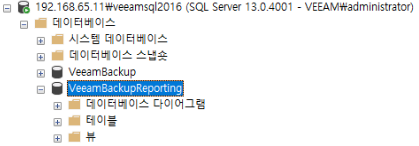 192.168.65.11￦veeamsql2016 (SQL Server 13.0.4001 - VEEAM￦administrator)
데이터베이스
시스템 데이터베이스
데이터베이스 스냅숏
VeeamBackup
VeeamBackupReporting
데이터베이스 다이어그램
테이블
뷰